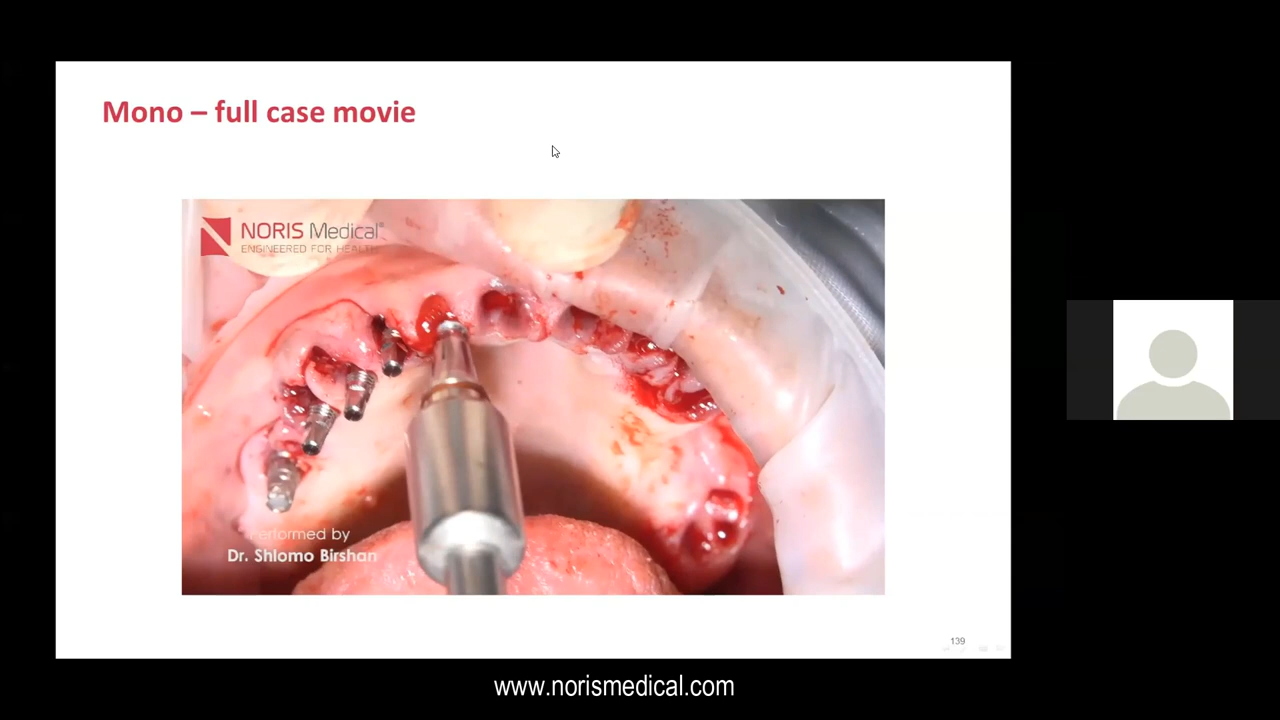 Mono – full case movie
NORIS Medical®
ENGINEERED FOR HEALTH
Performed by
Dr. Shlomo Birshan
139
www.norismedical.com